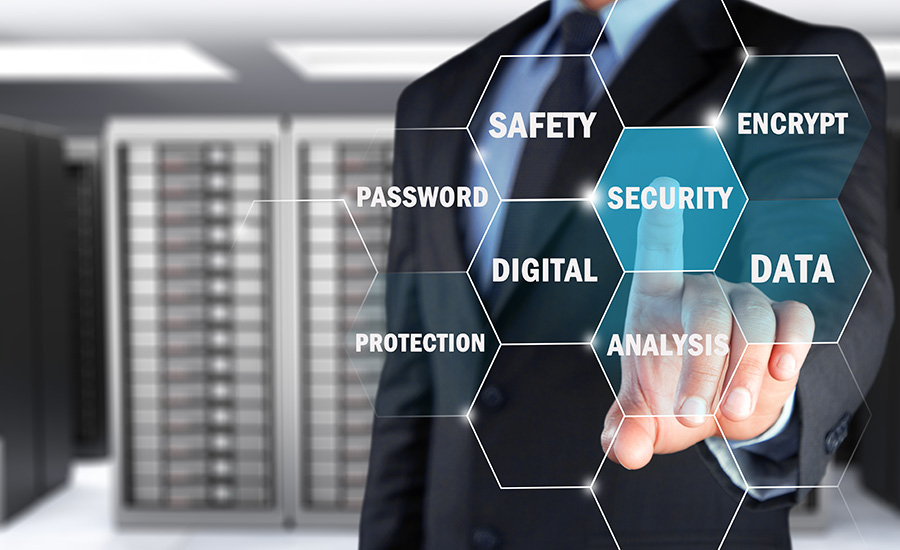 SAFETY
ENCRYPT
PASSWORD
SECURITY
DIGITAL
DATA
PROTECTION
ANALYSIS